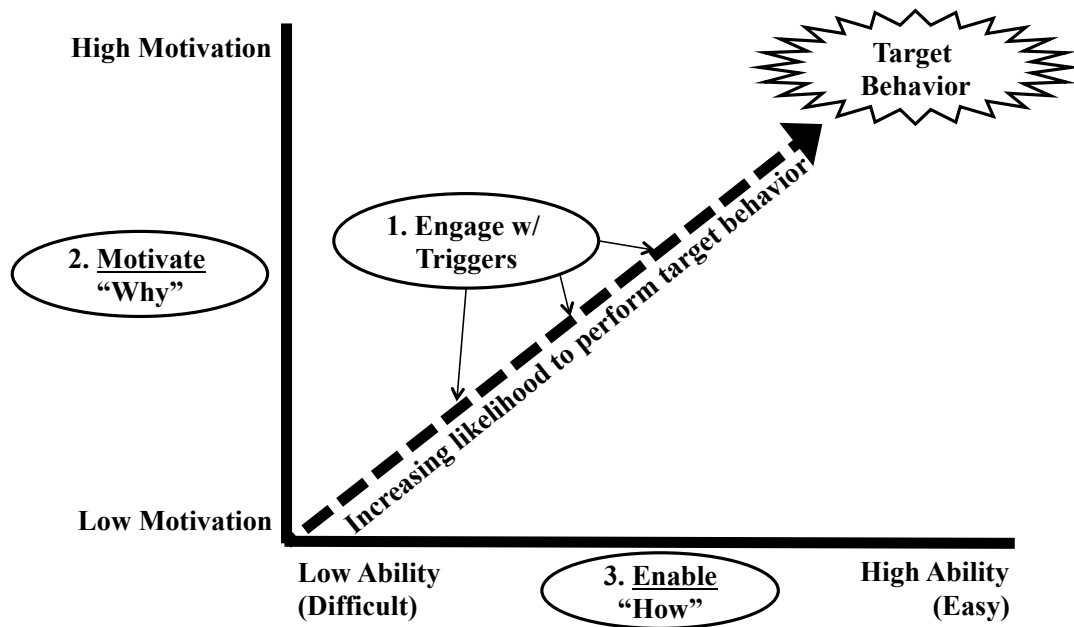 High Motivation
Target
Behavior
1. Engage w/
Triggers
2. Motivate
“Why”
Increasing likelihood to perform target behavior
Low Motivation
Low Ability
(Difficult)
3. Enable
“How”
High Ability
(Easy)